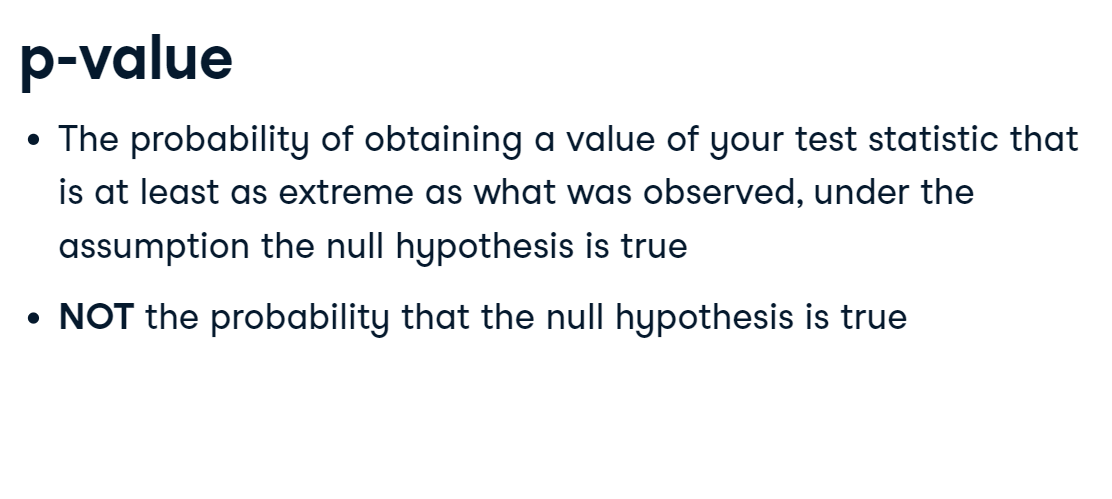 p-value
• The probability of obtaining a value of your test statistic that
is at least as extreme as what was observed, under the
assumption the null hypothesis is true
• NOT the probability that the null hypothesis is true